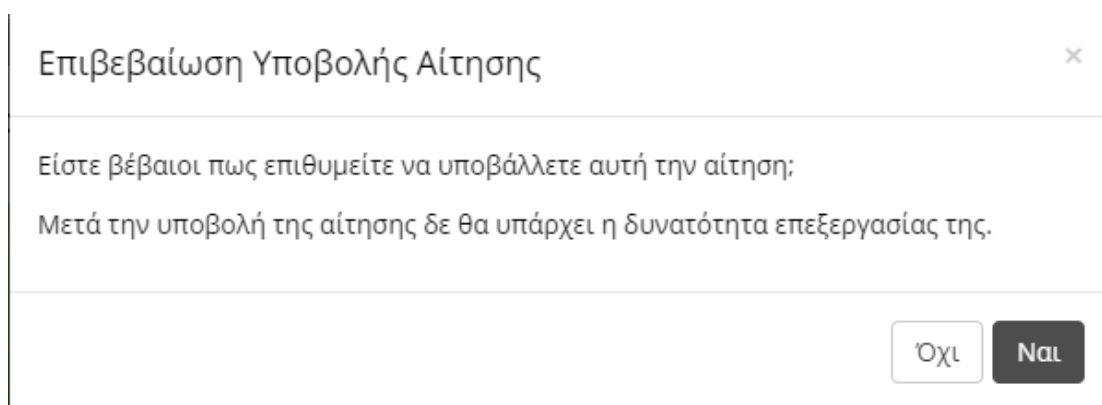 Επιβεβαίωση Υποβολής Αίτησης
×
Είστε βέβαιοι πως επιθυμείτε να υποβάλλετε αυτή την αίτηση;
Μετά την υποβολή της αίτησης δε θα υπάρχει η δυνατότητα επεξεργασίας της.
Όχι Ναι